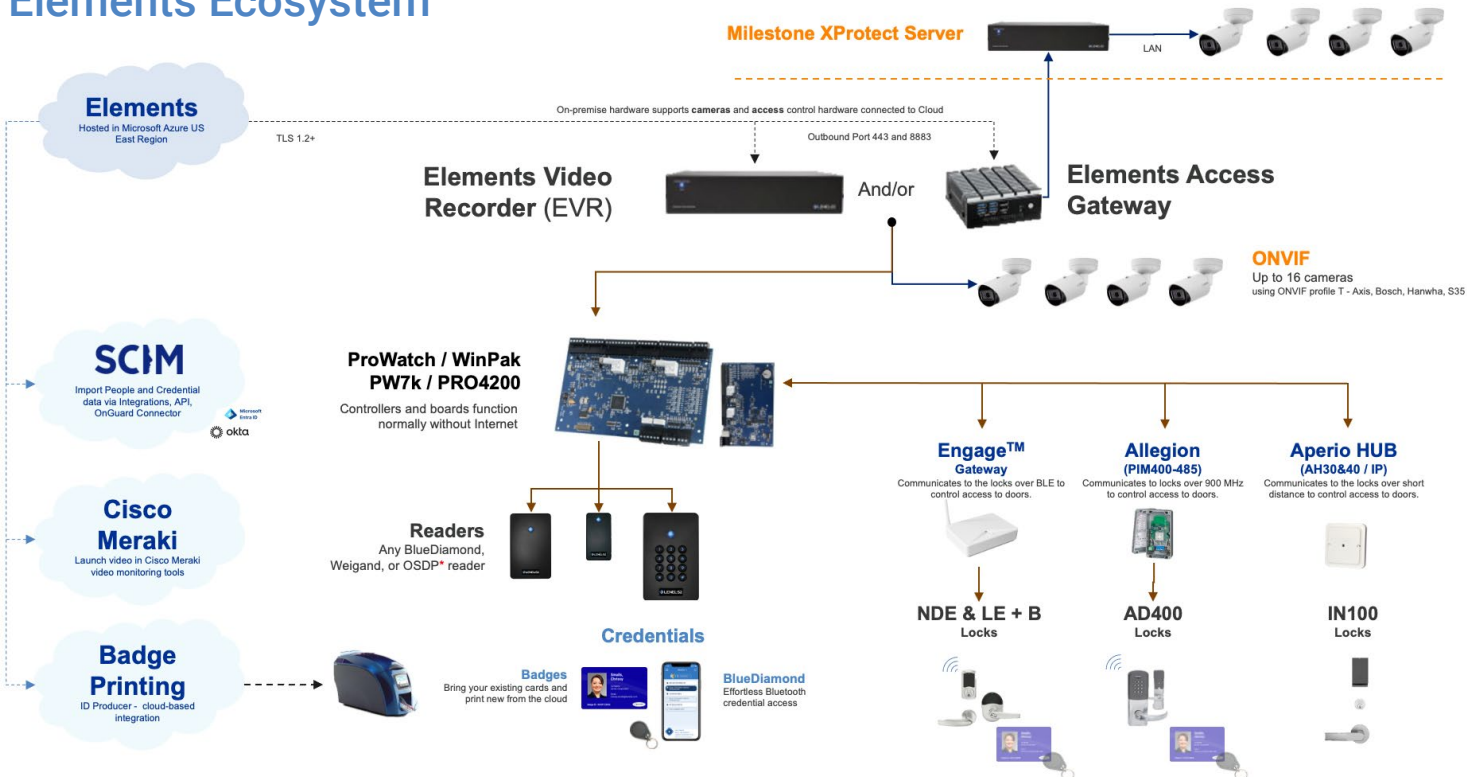 Elements Ecosystem
Milestone XProtect Server
LAN
Elements
Hosted in Microsoft Azure US
East Region
TLS 1.2+
On-premise hardware supports cameras and access control hardware connected to Cloud
Outbound Port 443 and 8883
Elements Video
Recorder (EVR)
And/or
Elements Access
Gateway
ONVIF
Up to 16 cameras
using ONVIF profile T - Axis, Bosch, Hanwha, S35
SCIM
Import People and Credential
data via Integrations, API,
OnGuard Connector
Microsoft
Entra ID
okta
ProWatch / WinPak
PW7k / PRO4200
Controllers and boards function
normally without Internet
Engage™
Gateway
Communicates to the locks over BLE to
control access to doors.
Allegion
(PIM400-485)
Communicates to locks over 900 MHz
to control access to doors.
Aperio HUB
(AH30&40 / IP)
Communicates to the locks over short
distance to control access to doors.
Cisco
Meraki
Launch video in Cisco Meraki
video monitoring tools
Readers
Any BlueDiamond,
Weigand, or OSDP* reader
LENELS2
NDE & LE + B
Locks
AD400
Locks
IN100
Locks
Badge
Printing
ID Producer - cloud-based
integration
Credentials
Badges
Bring your existing cards and
print new from the cloud
BlueDiamond
Effortless Bluetooth
credential access